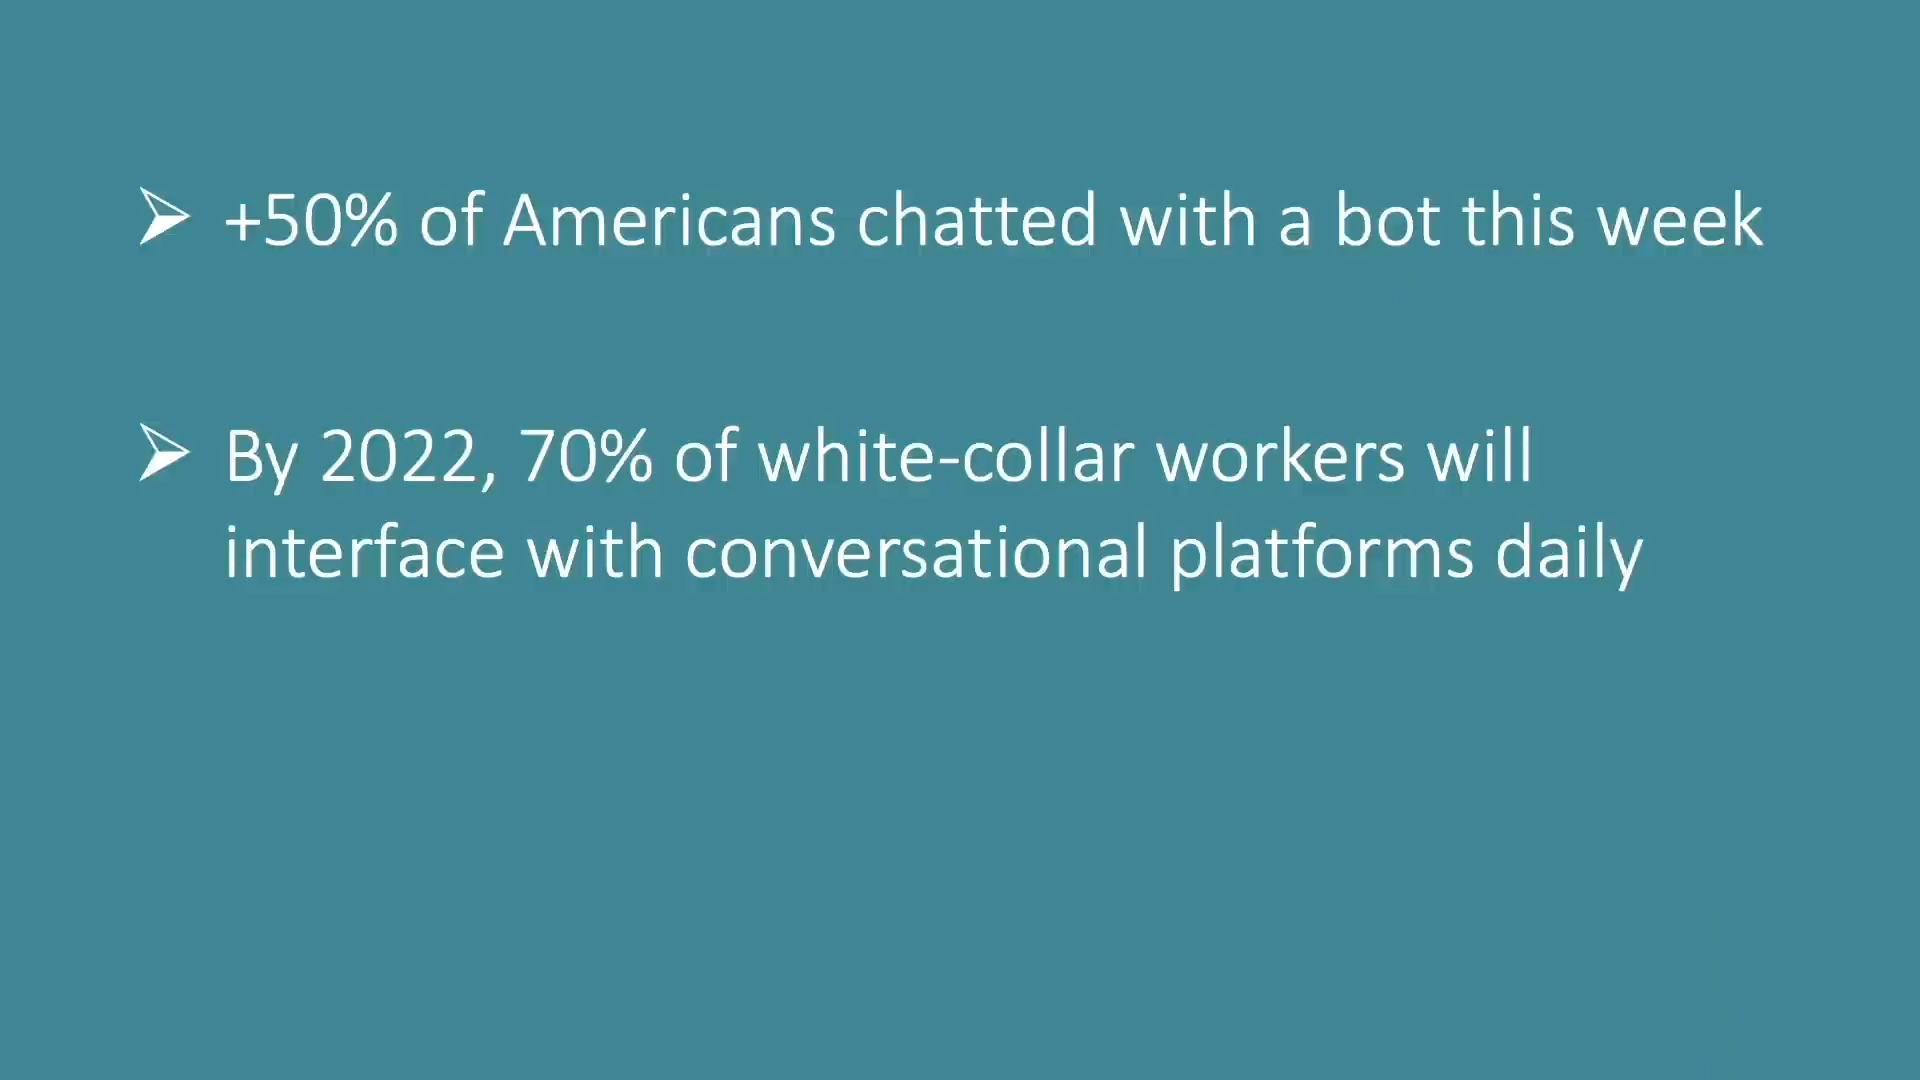 ➢ +50% of Americans chatted with a bot this week
➢ By 2022, 70% of white-collar workers will
interface with conversational platforms daily